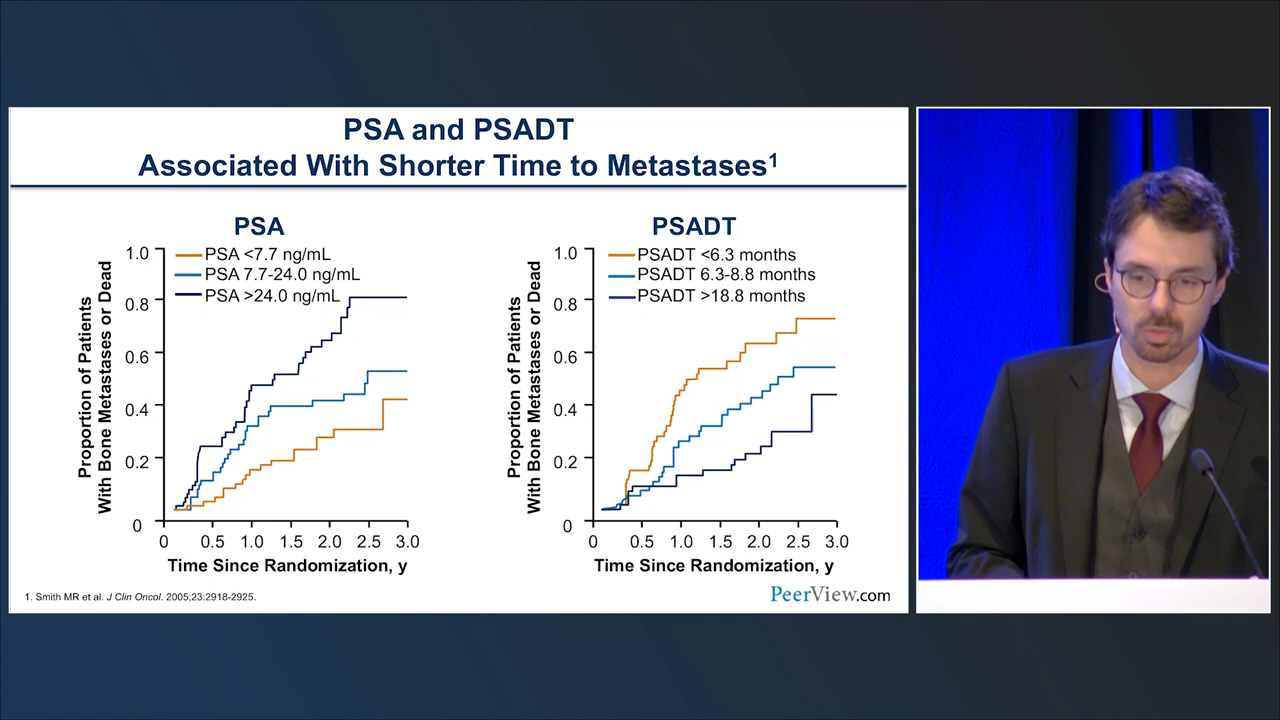 PSA and PSADT
Associated With Shorter Time to Metastases1
PSA
Proportion of Patients
With Bone Metastases or Dead
1.0
0.8
0.6
0.4
0.2
0
PSA <7.7 ng/mL
PSA 7.7-24.0 ng/mL
PSA >24.0 ng/mL
0 0.5 1.0 1.5 2.0 2.5 3.0
Time Since Randomization, y
PSADT
Proportion of Patients
With Bone Metastases or Dead
1.0
0.8
0.6
0.4
0.2
0
PSADT <6.3 months
PSADT 6.3-8.8 months
PSADT >18.8 months
0 0.5 1.0 1.5 2.0 2.5 3.0
Time Since Randomization, y
1. Smith MR et al. J Clin Oncol. 2005;23:2918-2925.
PeerView.com